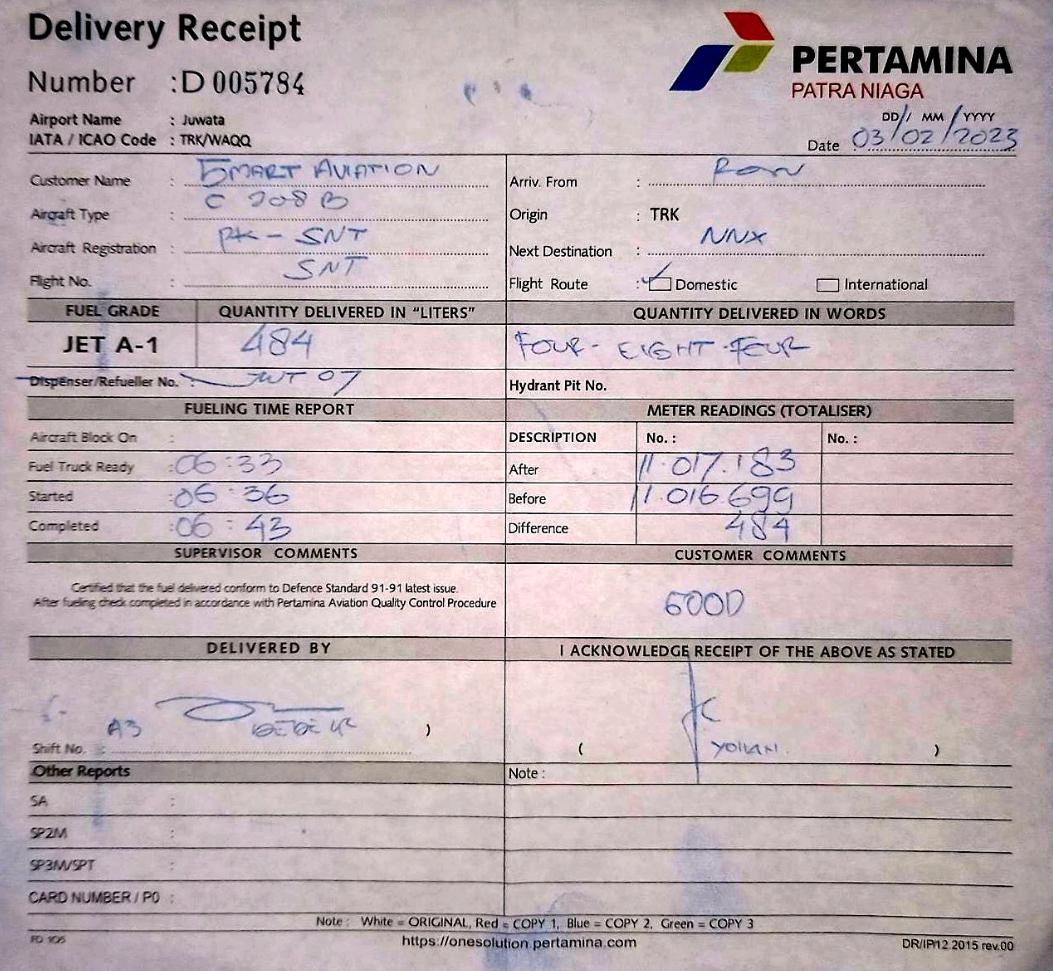 Delivery Receipt
PERTAMINA
PATRA NIAGA
Number : D 005784
Airport Name : Juwata
IATA / ICAO Code : TRK/WAQQ
DD / MM / YYYY
Date 03/02/2023
Customer Name : SMART AVIATION
Arriv. From : RON
Aircraft Type : C 208 B
Origin : TRK
Aircraft Registration : PK - SNT
Next Destination : NNX
Flight No. : SNT
Flight Route : Domestic International
FUEL GRADE QUANTITY DELIVERED IN "LITERS" QUANTITY DELIVERED IN WORDS
JET A-1 484 FOUR - EIGHT - FOUR
Dispenser/Refueller No. : JWT 07
Hydrant Pit No.
FUELING TIME REPORT METER READINGS (TOTALISER)
Aircraft Block On : DESCRIPTION No. : No. :
Fuel Truck Ready : 06 : 33 After 11.017.183
Started : 06 : 36 Before 11.016.699
Completed : 06 : 43 Difference 484
SUPERVISOR COMMENTS CUSTOMER COMMENTS
Certified that the fuel delivered conform to Defence Standard 91-91 latest issue.
After fueling check completed in accordance with Pertamina Aviation Quality Control Procedure
GOOD
DELIVERED BY I ACKNOWLEDGE RECEIPT OF THE ABOVE AS STATED
A3 )
Shift No. :
( )
Other Reports Note :
SA :
SP2M :
SP3M/SPT :
CARD NUMBER / PO :
Note : White = ORIGINAL, Red = COPY 1, Blue = COPY 2, Green = COPY 3
FD 105 https://onesolution.pertamina.com DR/IP/12.2015 rev.00